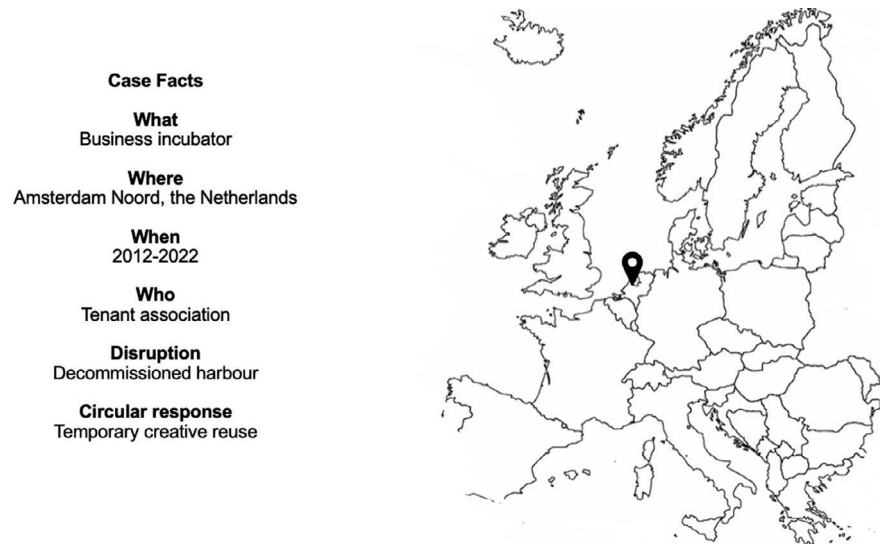 Case Facts
What
Business incubator
Where
Amsterdam Noord, the Netherlands
When
2012-2022
Who
Tenant association
Disruption
Decommissioned harbour
Circular response
Temporary creative reuse